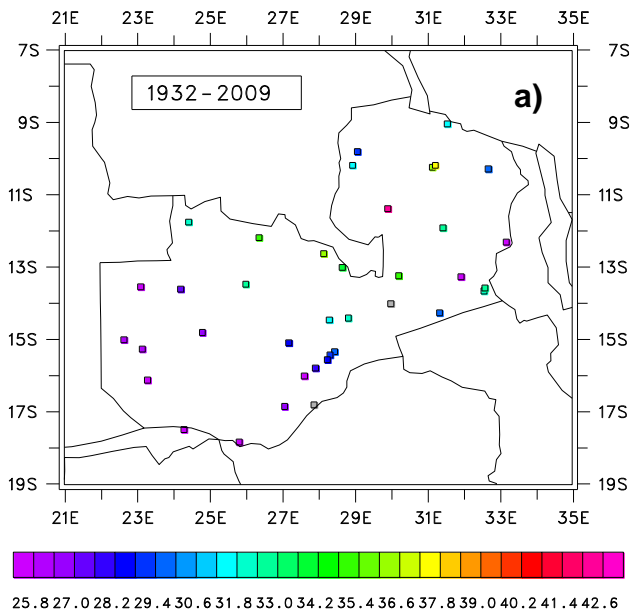 21E 23E 25E 27E 29E 31E 33E 35E
7S 7S
1932-2009 a)
9S 9S
11S 11S
13S 13S
15S 15S
17S 17S
19S 19S
21E 23E 25E 27E 29E 31E 33E 35E
25.8 27.0 28.2 29.4 30.6 31.8 33.0 34.2 35.4 36.6 37.8 39.0 40.2 41.4 42.6